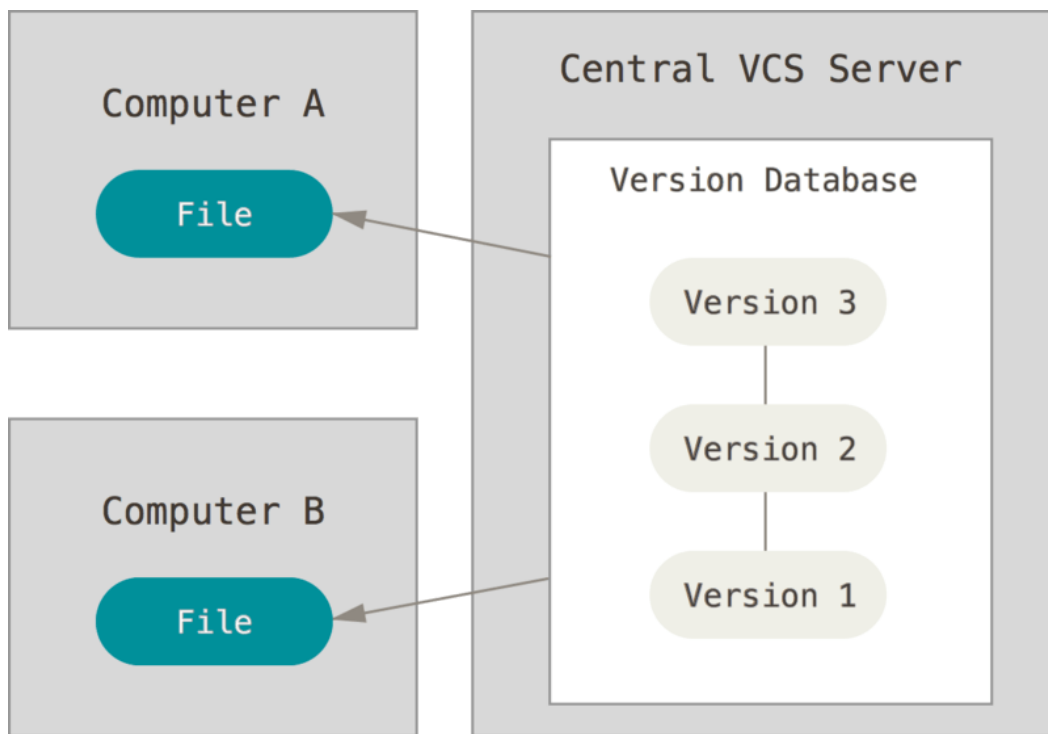 Computer A
File
Computer B
File
Central VCS Server
Version Database
Version 3
Version 2
Version 1